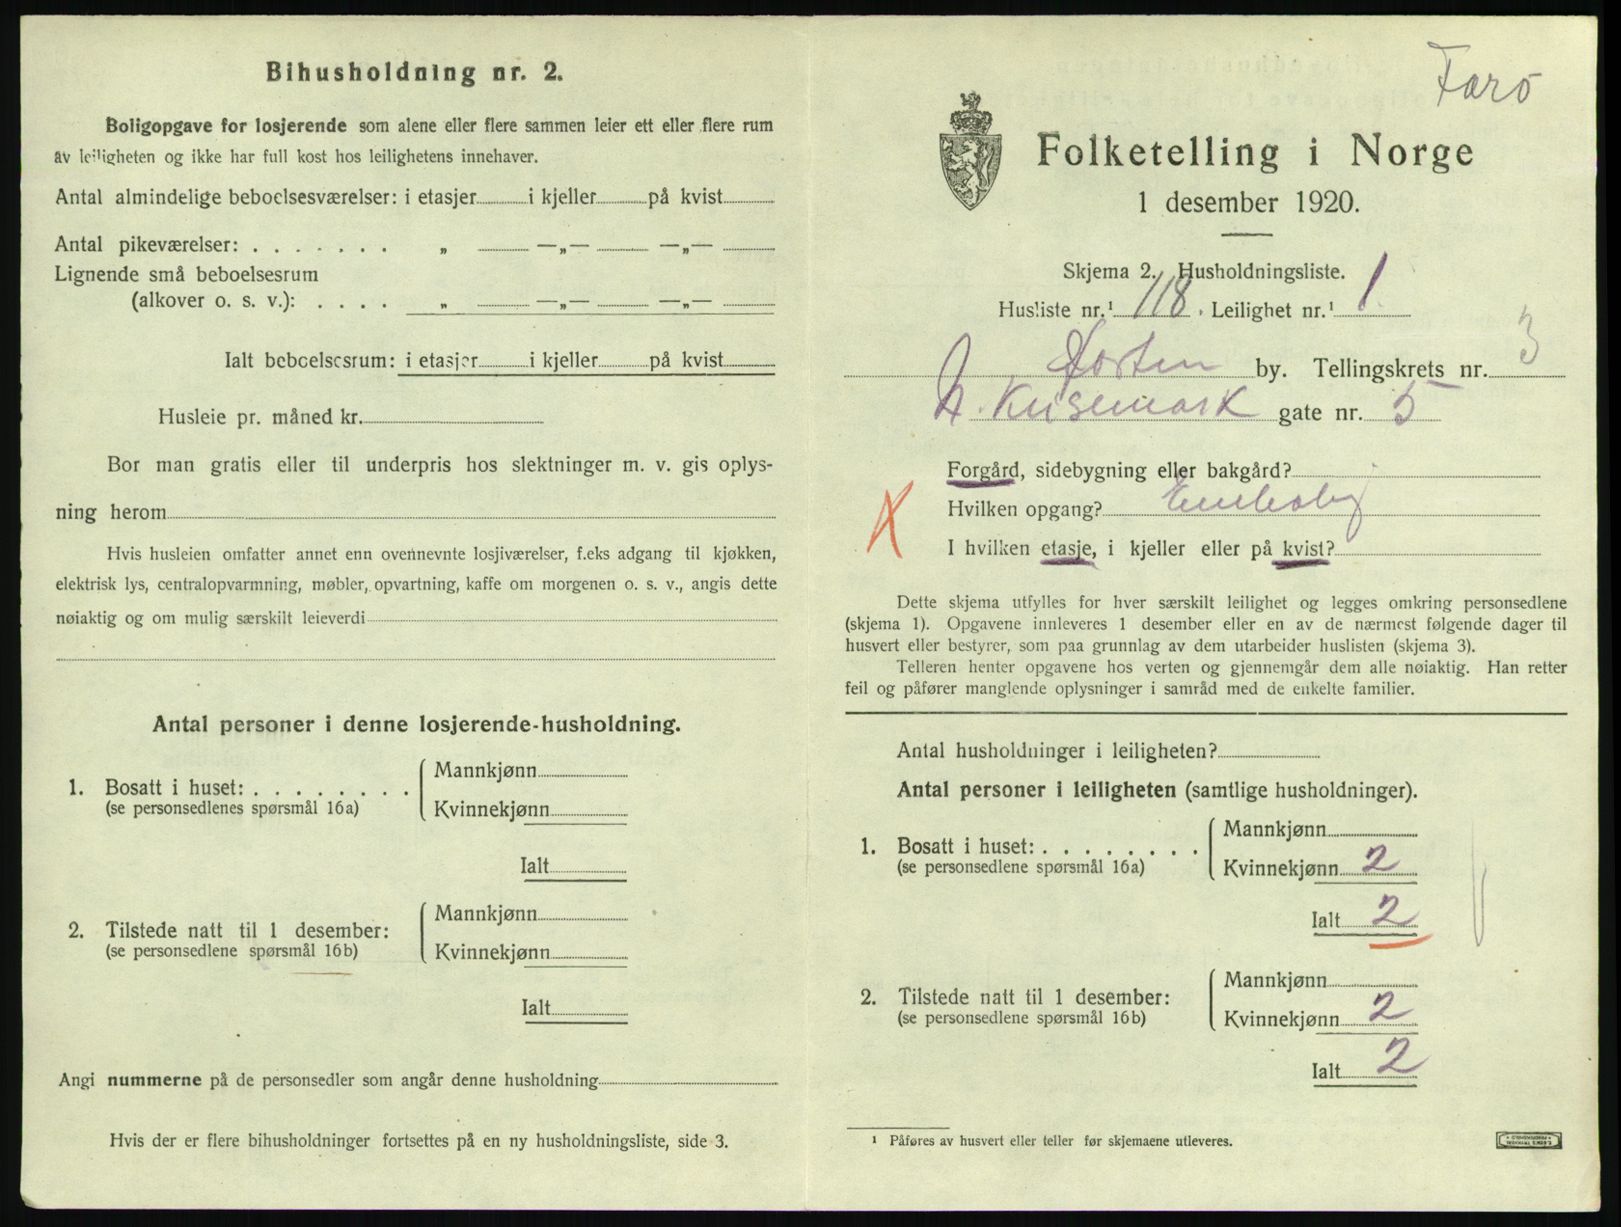 Bihusholdning nr. 2.
Boligopgave for losjerende som alene eller flere sammen leier ett eller flere rum
av leiligheten og ikke har full kost hos leilighetens innehaver.
Antal almindelige beboelsesværelser: i etasjer i kjeller på kvist
Antal pikeværelser: . . . . . . . „ —„— —„—
Lignende små beboelsesrum
(alkover o. s. v.): . . . . „ —„— —„—
Ialt beboelsesrum: i etasjer i kjeller på kvist
Husleie pr. måned kr.
Bor man gratis eller til underpris hos slektninger m. v. gis oplys-
ning herom
Hvis husleien omfatter annet enn ovennevnte losjiværelser, f.eks adgang til kjøkken,
elektrisk lys, centralopvarmning, møbler, opvartning, kaffe om morgenen o. s. v., angis dette
nøiaktig og om mulig særskilt leieverdi
Antal personer i denne losjerende-husholdning.
1. Bosatt i huset: . . . . . . . .
(se personsedlenes spørsmål 16a)
Mannkjønn
Kvinnekjønn
Ialt
2. Tilstede natt til 1 desember:
(se personsedlene spørsmål 16b)
Mannkjønn
Kvinnekjønn
Ialt
Angi nummerne på de personsedler som angår denne husholdning
Hvis der er flere bihusholdninger fortsettes på en ny husholdningsliste, side 3.
Folketelling i Norge
1 desember 1920.
Skjema 2. Husholdningsliste.
Husliste nr.¹ 118. Leilighet nr.¹ 1
Horten by. Tellingskrets nr. 3
gate nr. 5
Forgård, sidebygning eller bakgård?
Hvilken opgang?
I hvilken etasje, i kjeller eller på kvist?
Dette skjema utfylles for hver særskilt leilighet og legges omkring personsedlene
(skjema 1). Opgavene innleveres 1 desember eller en av de nærmest følgende dager til
husvert eller bestyrer, som paa grunnlag av dem utarbeider huslisten (skjema 3).
Telleren henter opgavene hos verten og gjennemgår dem alle nøiaktig. Han retter
feil og påfører manglende oplysninger i samråd med de enkelte familier.
Antal husholdninger i leiligheten?
Antal personer i leiligheten (samtlige husholdninger).
1. Bosatt i huset: . . . . . . . .
(se personsedlene spørsmål 16a)
Mannkjønn
Kvinnekjønn 2
Ialt 2
2. Tilstede natt til 1 desember:
(se personsedlene spørsmål 16b)
Mannkjønn
Kvinnekjønn 2
Ialt 2
¹ Påføres av husvert eller teller før skjemaene utleveres.